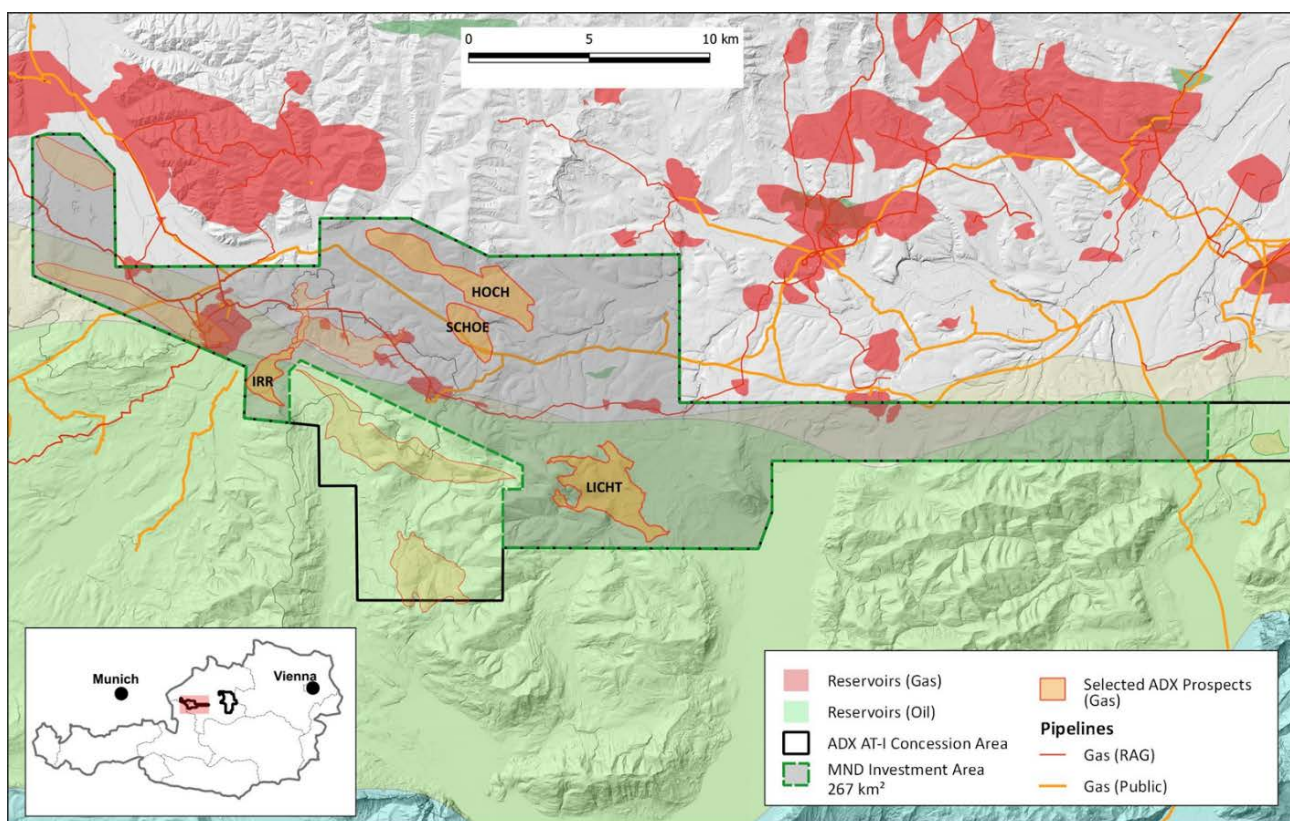 0 5 10 km
HOCH
SCHOE
IRR
LICHT
Munich
Vienna
Reservoirs (Gas)
Reservoirs (Oil)
ADX AT-I Concession Area
MND Investment Area
267 km²
Selected ADX Prospects
(Gas)
Pipelines
Gas (RAG)
Gas (Public)